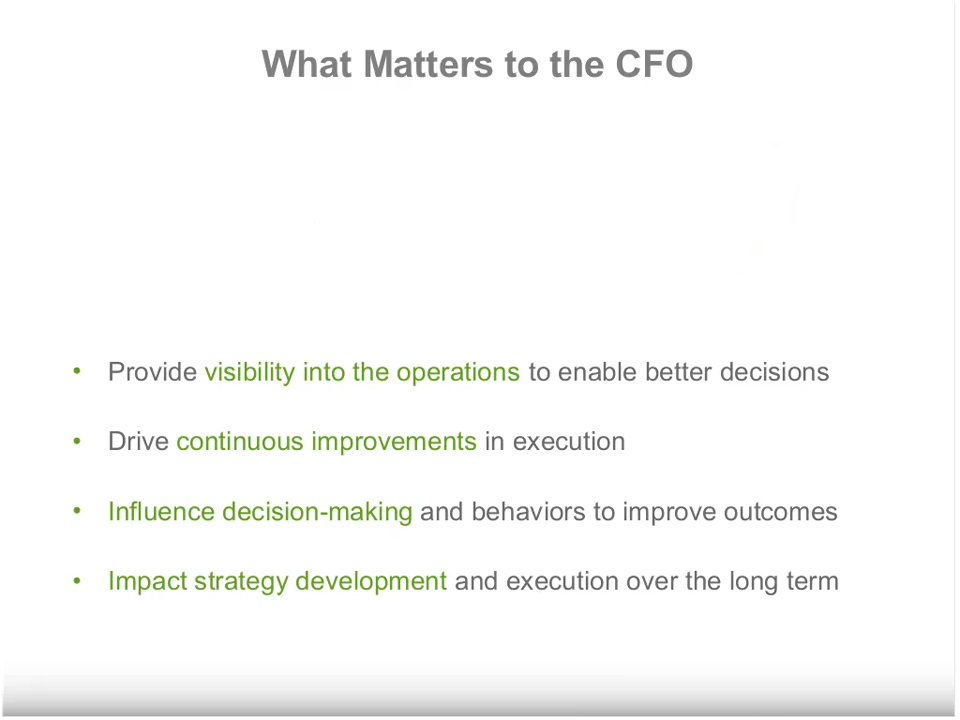 What Matters to the CFO
• Provide visibility into the operations to enable better decisions
• Drive continuous improvements in execution
• Influence decision-making and behaviors to improve outcomes
• Impact strategy development and execution over the long term